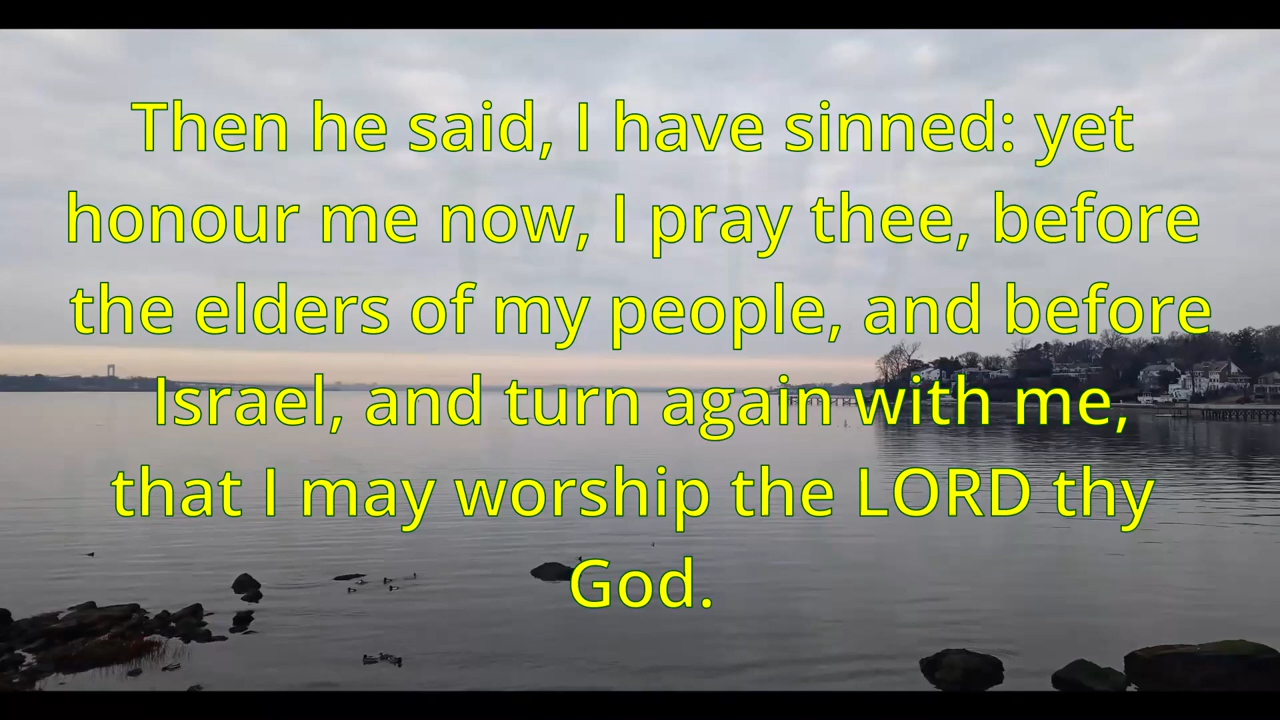 Then he said, I have sinned: yet
honour me now, I pray thee, before
the elders of my people, and before
Israel, and turn again with me,
that I may worship the LORD thy
God.